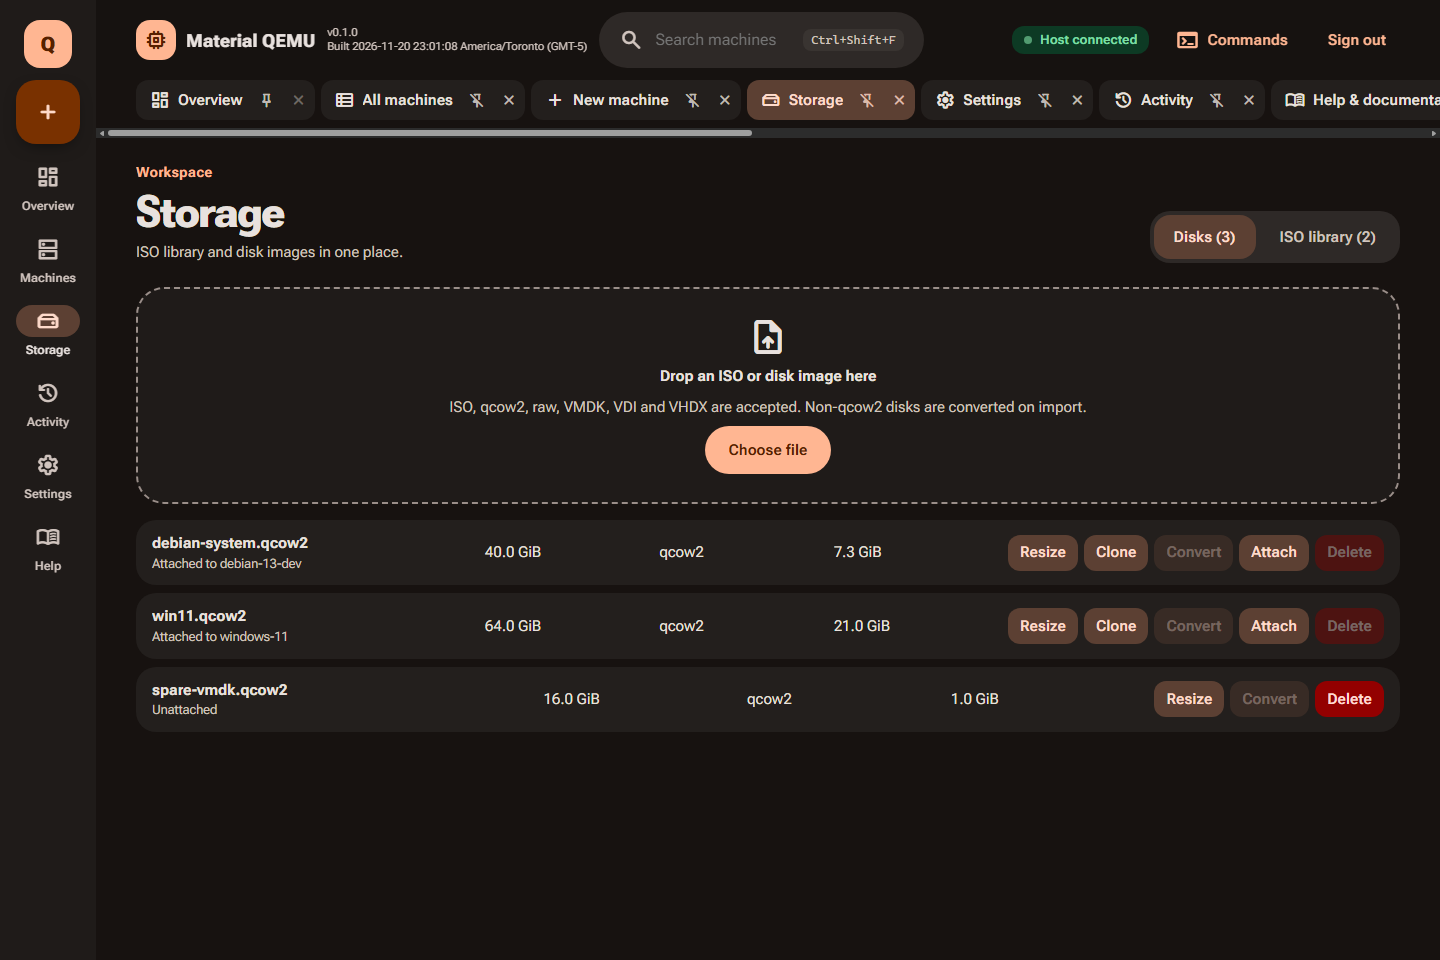 Q
Material QEMU
v0.1.0
Built 2026-11-20 23:01:08 America/Toronto (GMT-5)
Search machines
Ctrl+Shift+F
Host connected
Commands
Sign out
Overview
All machines
New machine
Storage
Settings
Activity
Help & documenta
Overview
Machines
Storage
Activity
Settings
Help
Workspace
Storage
ISO library and disk images in one place.
Disks (3)
ISO library (2)
Drop an ISO or disk image here
ISO, qcow2, raw, VMDK, VDI and VHDX are accepted. Non-qcow2 disks are converted on import.
Choose file
debian-system.qcow2
Attached to debian-13-dev
40.0 GiB
qcow2
7.3 GiB
Resize
Clone
Convert
Attach
Delete
win11.qcow2
Attached to windows-11
64.0 GiB
qcow2
21.0 GiB
Resize
Clone
Convert
Attach
Delete
spare-vmdk.qcow2
Unattached
16.0 GiB
qcow2
1.0 GiB
Resize
Convert
Delete